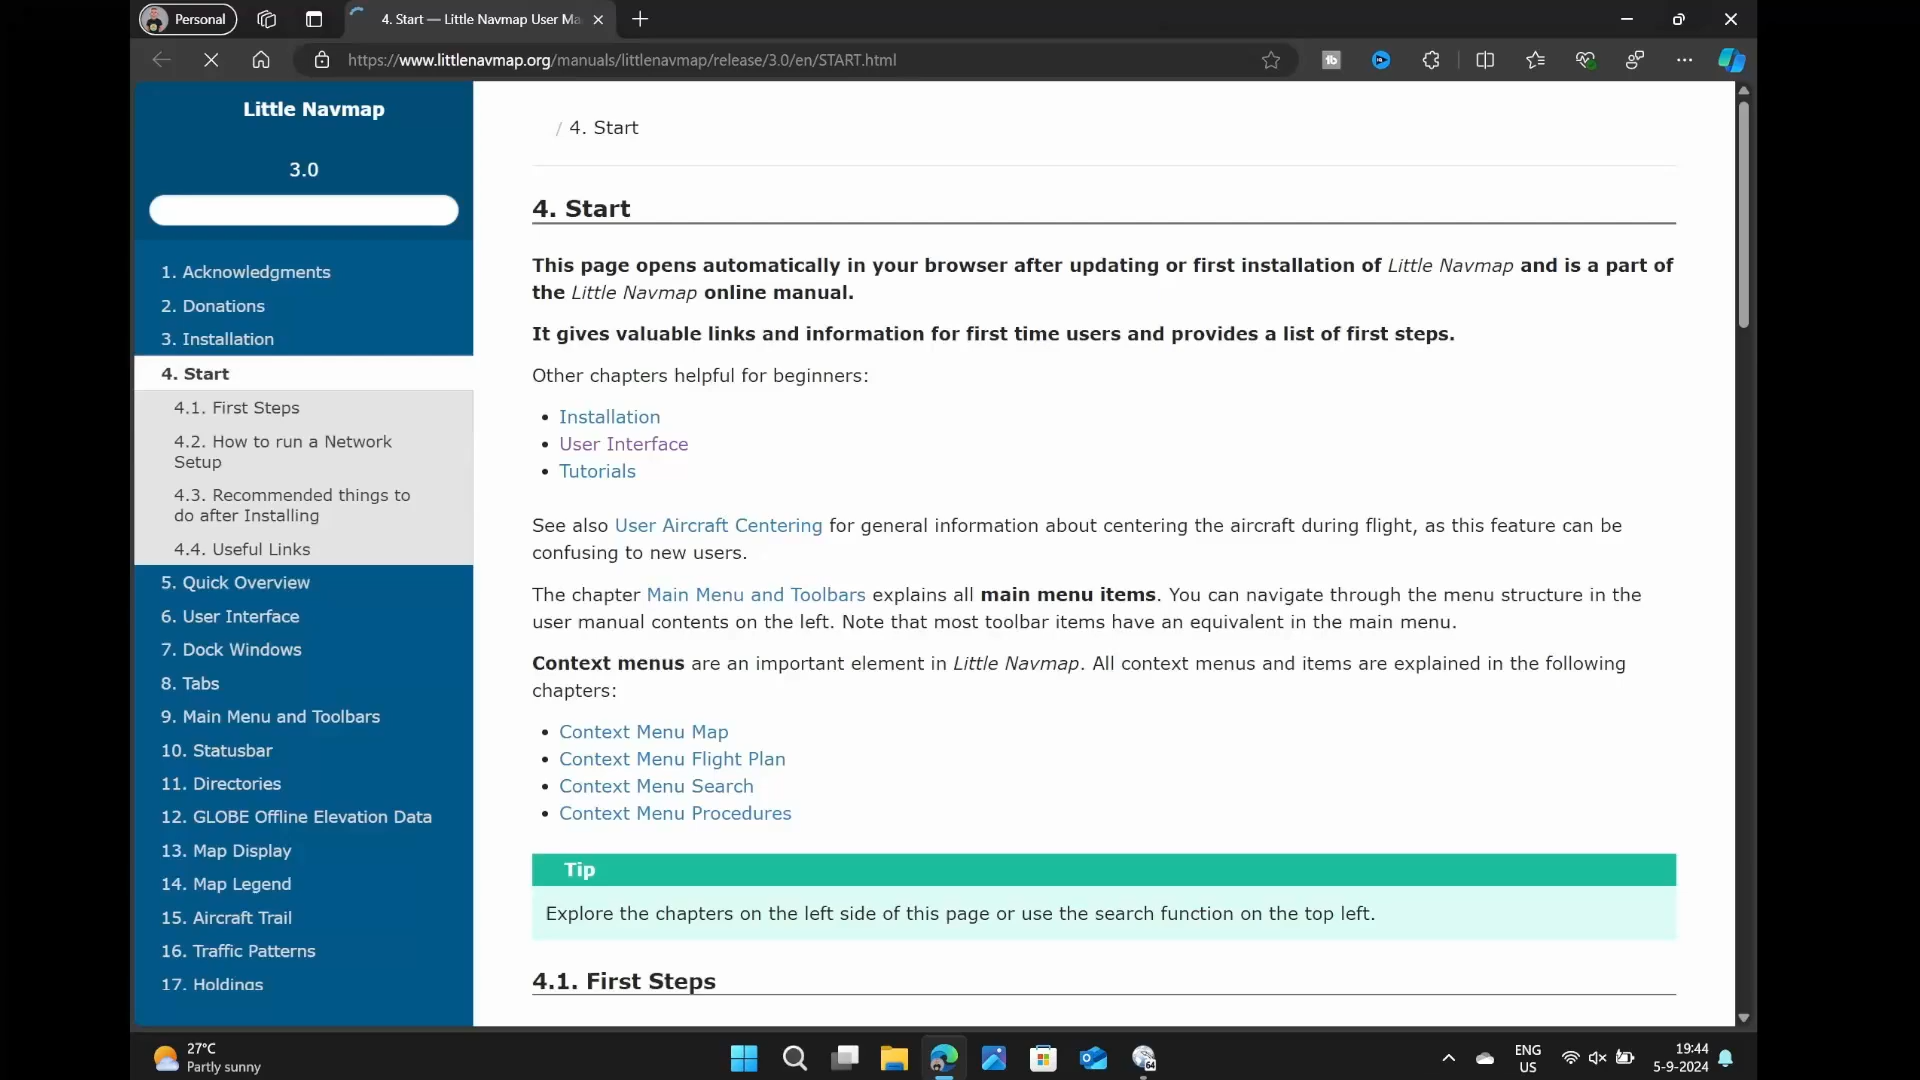 Personal
4. Start — Little Navmap User Ma
https://www.littlenavmap.org/manuals/littlenavmap/release/3.0/en/START.html
Little Navmap
3.0
1. Acknowledgments
2. Donations
3. Installation
4. Start
4.1. First Steps
4.2. How to run a Network
Setup
4.3. Recommended things to
do after Installing
4.4. Useful Links
5. Quick Overview
6. User Interface
7. Dock Windows
8. Tabs
9. Main Menu and Toolbars
10. Statusbar
11. Directories
12. GLOBE Offline Elevation Data
13. Map Display
14. Map Legend
15. Aircraft Trail
16. Traffic Patterns
17. Holdings
/ 4. Start
4. Start
This page opens automatically in your browser after updating or first installation of Little Navmap and is a part of
the Little Navmap online manual.
It gives valuable links and information for first time users and provides a list of first steps.
Other chapters helpful for beginners:
• Installation
• User Interface
• Tutorials
See also User Aircraft Centering for general information about centering the aircraft during flight, as this feature can be
confusing to new users.
The chapter Main Menu and Toolbars explains all main menu items. You can navigate through the menu structure in the
user manual contents on the left. Note that most toolbar items have an equivalent in the main menu.
Context menus are an important element in Little Navmap. All context menus and items are explained in the following
chapters:
• Context Menu Map
• Context Menu Flight Plan
• Context Menu Search
• Context Menu Procedures
Tip
Explore the chapters on the left side of this page or use the search function on the top left.
4.1. First Steps
27°C
Partly sunny
64
ENG
US
19:44
5-9-2024